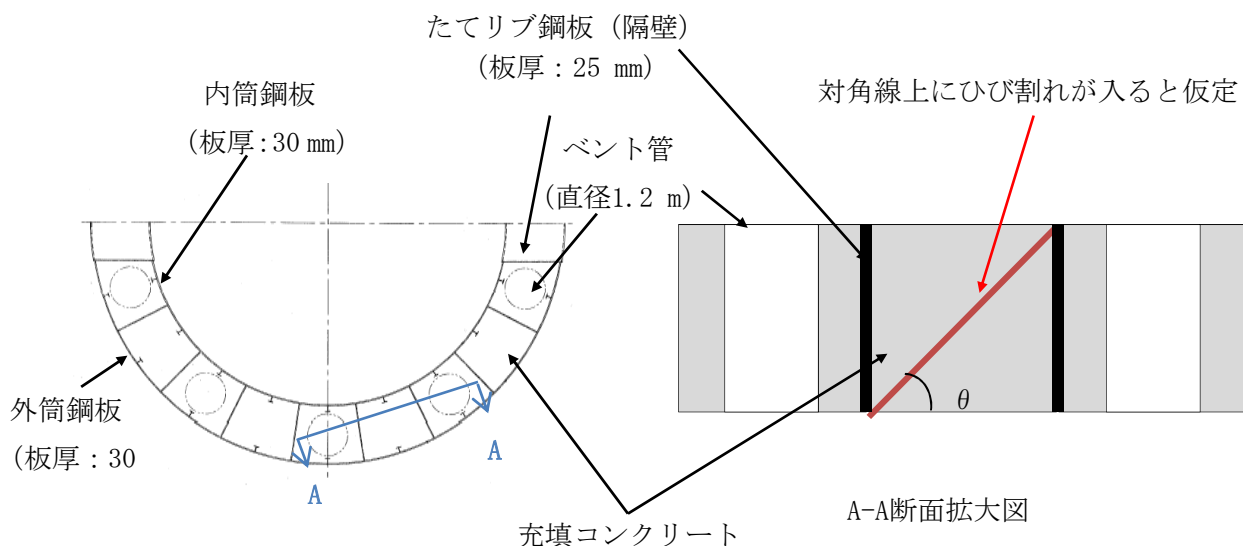 たてリブ鋼板（隔壁）
(板厚：25 mm)
内筒鋼板
(板厚:30 mm)
対角線上にひび割れが入ると仮定
ベント管
(直径1.2 m)
外筒鋼板
(板厚：30
θ
A
A
充填コンクリート
A-A断面拡大図